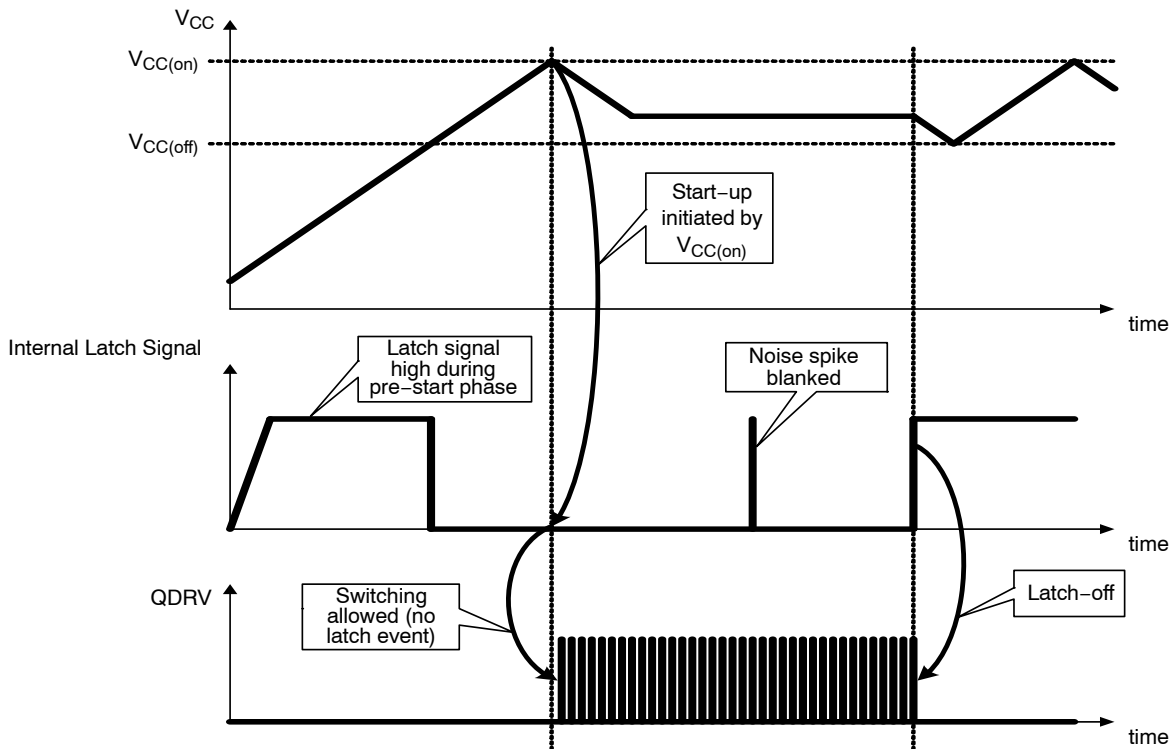 VCC
VCC(on)
VCC(off)
Start−up
initiated by
VCC(on)
time
Internal Latch Signal
Latch signal
high during
pre−start phase
Noise spike
blanked
time
QDRV
Switching
allowed (no
latch event)
Latch−off
time